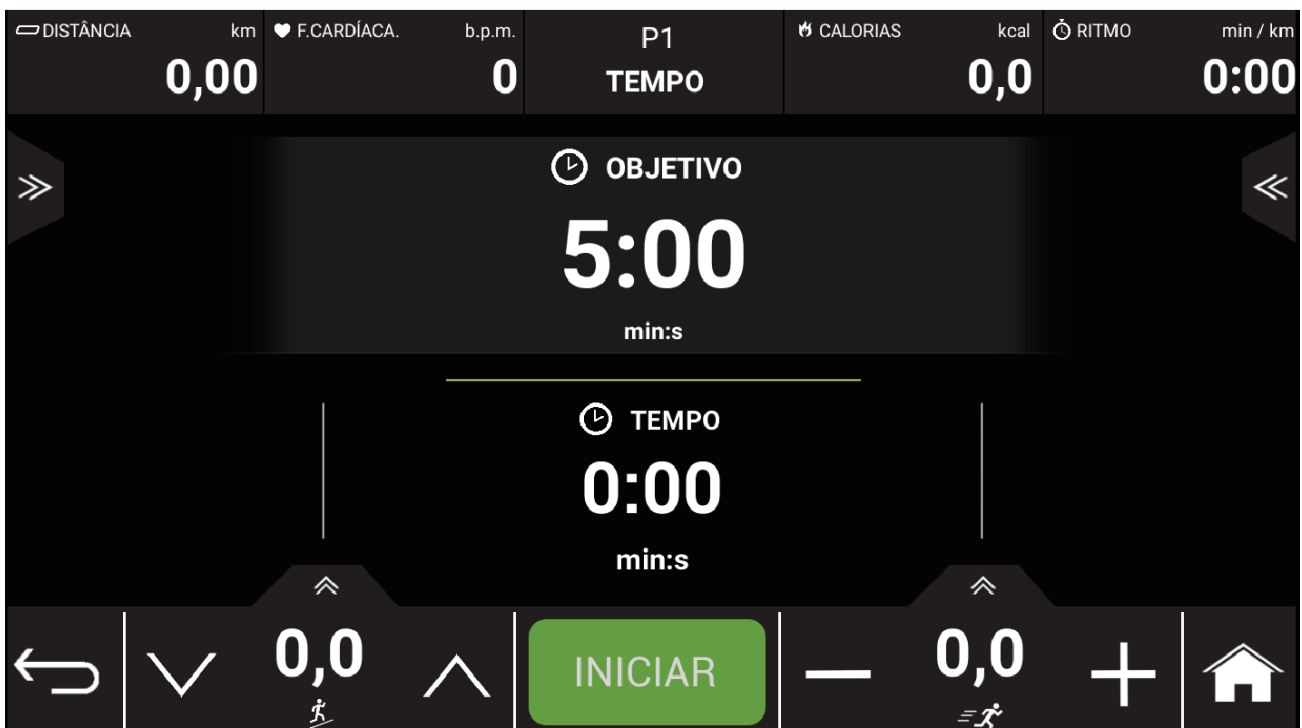 DISTÂNCIA km
0,00
F.CARDÍACA. b.p.m.
0
P1
TEMPO
CALORIAS kcal
0,0
RITMO min / km
0:00
OBJETIVO
5:00
min:s
TEMPO
0:00
min:s
0,0
INICIAR
0,0